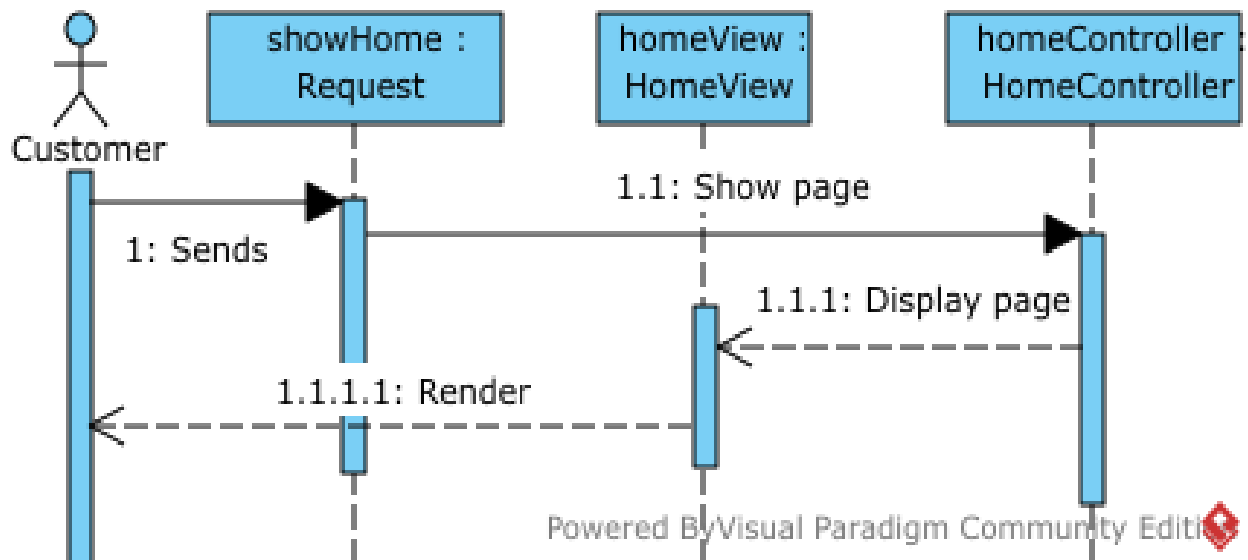 showHome :
Request
homeView :
HomeView
homeController :
HomeController
Customer
1.1: Show page
1: Sends
1.1.1: Display page
1.1.1.1: Render
Powered ByVisual Paradigm Community Editi